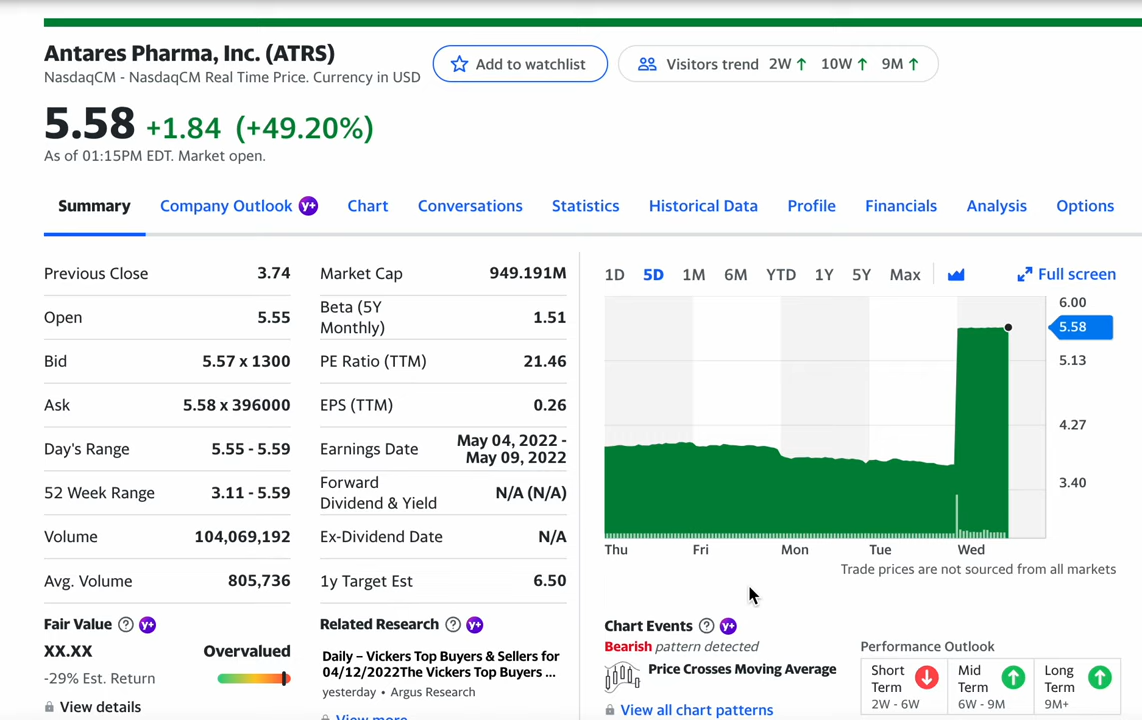 Antares Pharma, Inc. (ATRS)
NasdaqCM - NasdaqCM Real Time Price. Currency in USD
Add to watchlist
Visitors trend 2W 10W 9M
5.58 +1.84 (+49.20%)
As of 01:15PM EDT. Market open.
Summary Company Outlook Y+ Chart Conversations Statistics Historical Data Profile Financials Analysis Options
Previous Close 3.74
Open 5.55
Bid 5.57 x 1300
Ask 5.58 x 396000
Day's Range 5.55 - 5.59
52 Week Range 3.11 - 5.59
Volume 104,069,192
Avg. Volume 805,736
Market Cap 949.191M
Beta (5Y
Monthly) 1.51
PE Ratio (TTM) 21.46
EPS (TTM) 0.26
Earnings Date May 04, 2022 -
May 09, 2022
Forward
Dividend & Yield N/A (N/A)
Ex-Dividend Date N/A
1y Target Est 6.50
1D 5D 1M 6M YTD 1Y 5Y Max Full screen
6.00
5.58
5.13
4.27
3.40
Thu Fri Mon Tue Wed
Trade prices are not sourced from all markets
Fair Value ? Y+
XX.XX Overvalued
-29% Est. Return
View details
Related Research ? Y+
Daily – Vickers Top Buyers & Sellers for
04/12/2022The Vickers Top Buyers ...
yesterday • Argus Research
View more
Chart Events ? Y+
Bearish pattern detected
Price Crosses Moving Average
View all chart patterns
Performance Outlook
Short
Term
2W - 6W
Mid
Term
6W - 9M
Long
Term
9M+